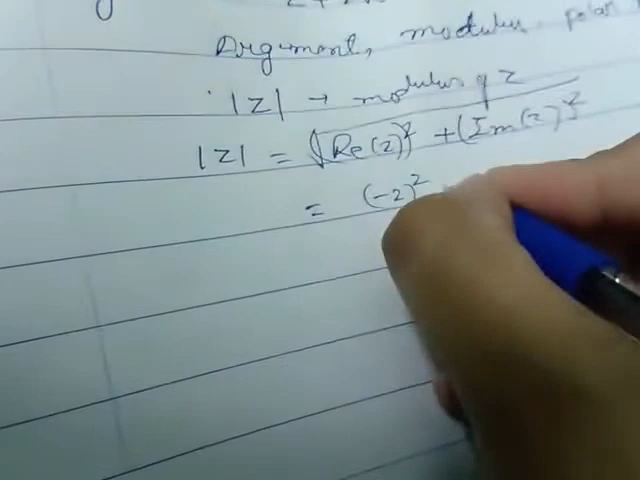 Argument, modulus polar
|z| → modulus of z
|z| = √(Re(z))² + (Im(z))²
= (-2)²